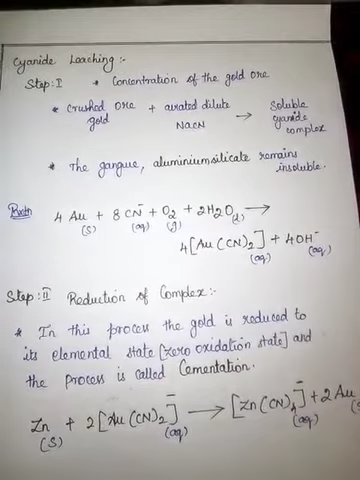 Cyanide Leaching :-
Step : I * Concentration of the gold ore
* Crushed ore + aerated dilute → Soluble
gold NaCN cyanide
complex
* The gangue, aluminiumsilicate remains
insoluble.
Rxn 4 Au + 8 CN⁻ + O₂ + 2H₂O(l) →
(s) (aq) (g)
4[Au(CN)₂]⁻ + 4OH⁻
(aq) (aq)
Step : II Reduction of Complex :-
* In this process the gold is reduced to
its elemental state [zero oxidation state] and
the process is called Cementation.
Zn + 2[Au(CN)₂]⁻ → [Zn(CN)₄]⁻ + 2 Au
(s) (aq) (aq) (s